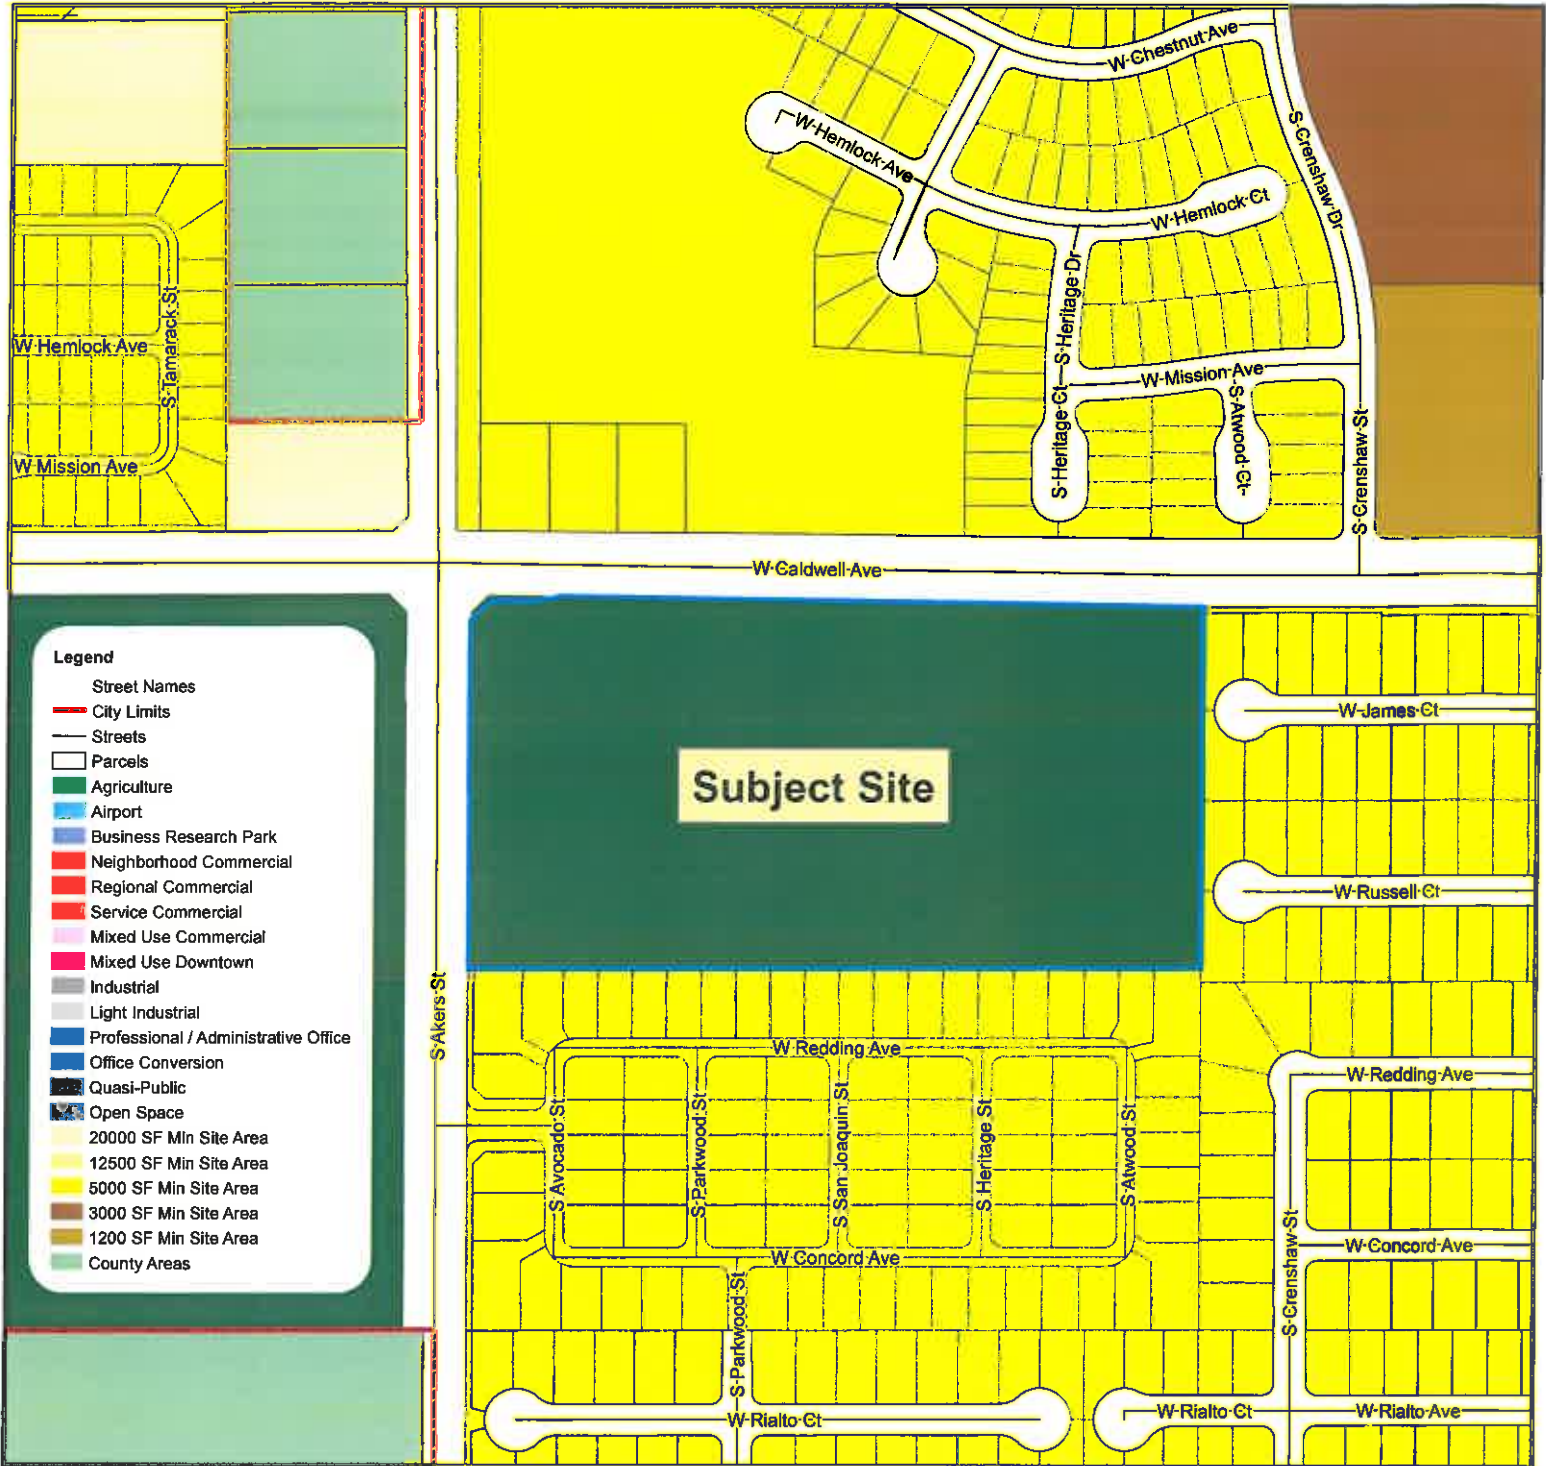 W Chestnut Ave
W Hemlock Ave
S Crenshaw Dr
W Hemlock Ct
S Tamarack St
S Heritage Dr
W Hemlock Ave
W Mission Ave
S Heritage Ct
S Atwood Ct
S Crenshaw St
W Mission Ave
W Caldwell Ave
Legend
Street Names
City Limits
Streets
Parcels
Agriculture
Airport
Business Research Park
Neighborhood Commercial
Regional Commercial
Service Commercial
Mixed Use Commercial
Mixed Use Downtown
Industrial
Light Industrial
Professional / Administrative Office
Office Conversion
Quasi-Public
Open Space
20000 SF Min Site Area
12500 SF Min Site Area
5000 SF Min Site Area
3000 SF Min Site Area
1200 SF Min Site Area
County Areas
Subject Site
W James Ct
W Russell Ct
S Akers St
W Redding Ave
W Redding Ave
S Avocado St
S Parkwood St
S San Joaquin St
S Heritage St
S Atwood St
W Concord Ave
W Concord Ave
S Crenshaw St
S Parkwood St
W Rialto Ct
W Rialto Ct
W Rialto Ave